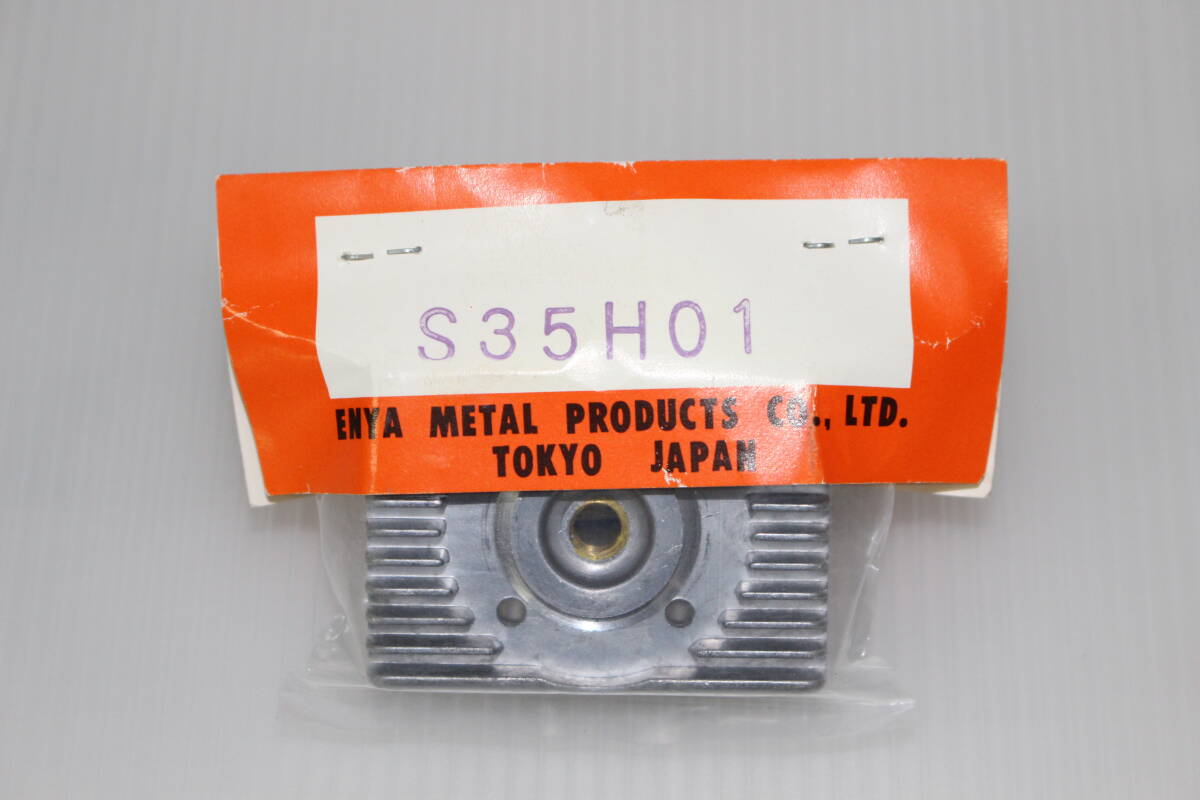 S35H01
ENYA METAL PRODUCTS CO., LTD.
TOKYO JAPAN